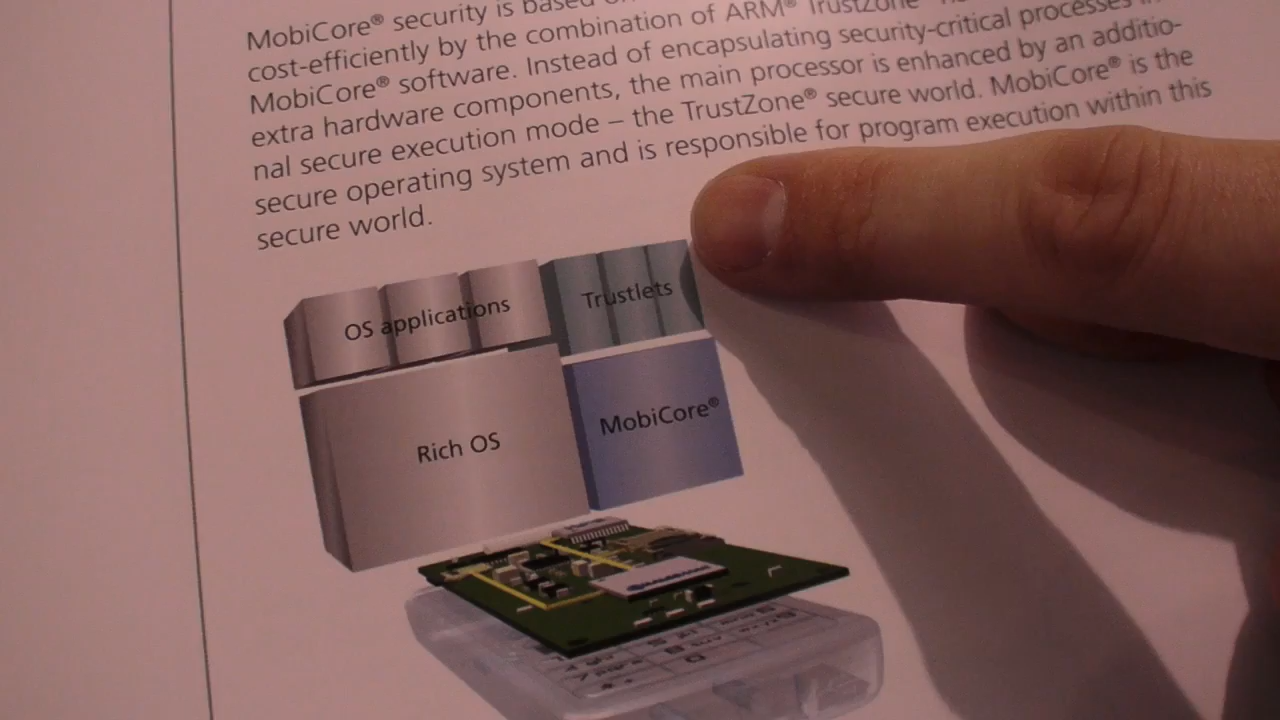 MobiCore® security is based
cost-efficiently by the combination of ARM® TrustZone®
MobiCore® software. Instead of encapsulating security-critical processes in
extra hardware components, the main processor is enhanced by an additio-
nal secure execution mode – the TrustZone® secure world. MobiCore® is the
secure operating system and is responsible for program execution within this
secure world.
OS applications
Trustlets
Rich OS
MobiCore®